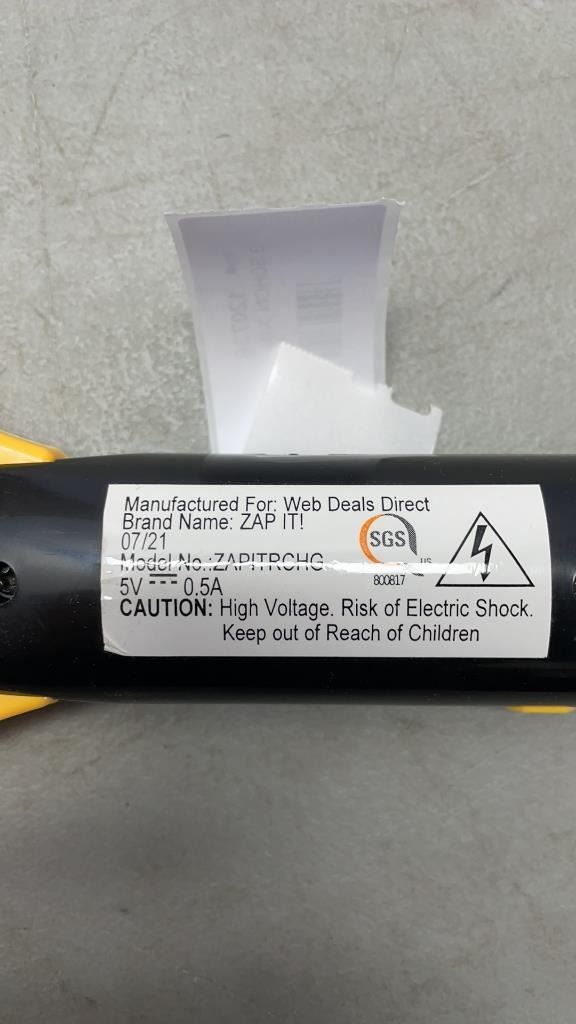 Manufactured For: Web Deals Direct
Brand Name: ZAP IT!
07/21
Model No.:ZAPITRCHG
5V 0.5A
SGS
US
800817
CAUTION: High Voltage. Risk of Electric Shock.
Keep out of Reach of Children